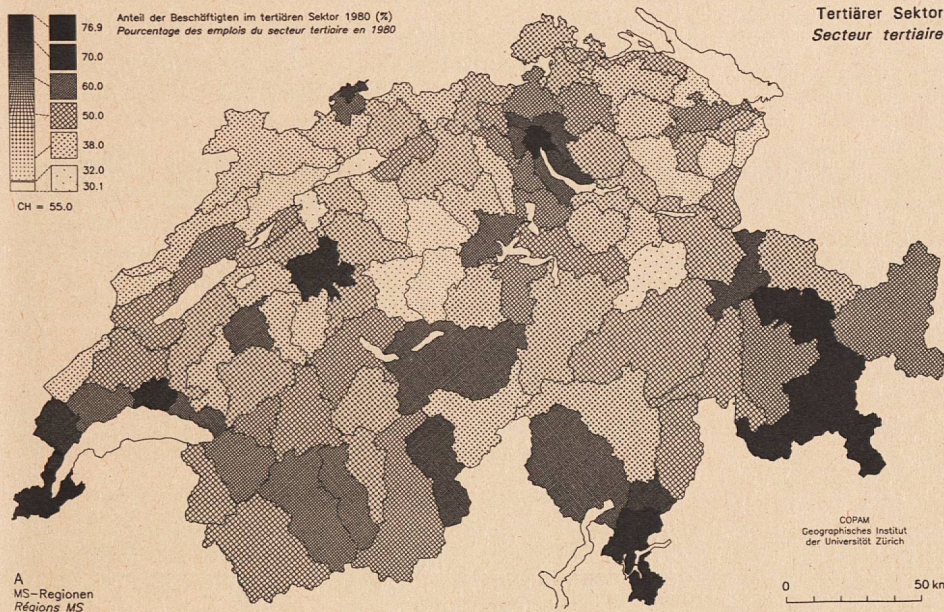 Anteil der Beschäftigten im tertiären Sektor 1980 (%)
Pourcentage des emplois du secteur tertiaire en 1980
Tertiärer Sektor
Secteur tertiaire
76.9
70.0
60.0
50.0
38.0
32.0
30.1
CH = 55.0
COPAM
Geographisches Institut
der Universität Zürich
A
MS-Regionen
Régions MS
0 50 km